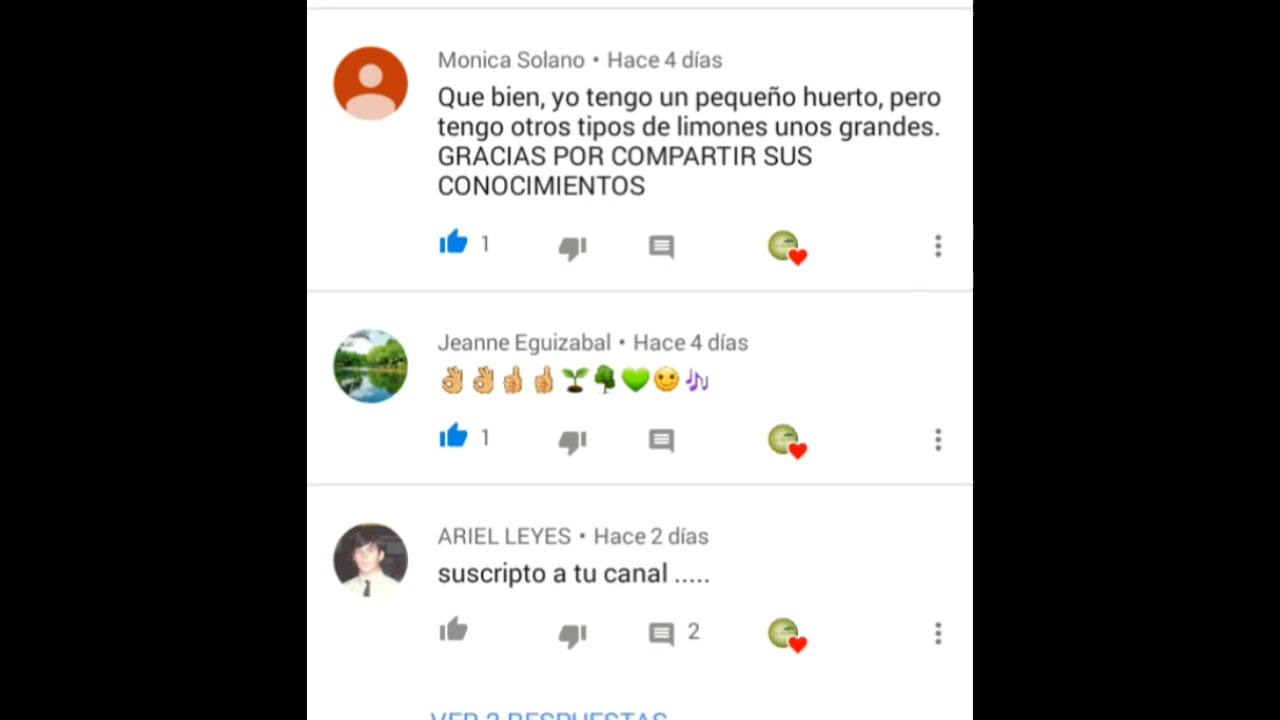 Monica Solano • Hace 4 días
Que bien, yo tengo un pequeño huerto, pero
tengo otros tipos de limones unos grandes.
GRACIAS POR COMPARTIR SUS
CONOCIMIENTOS
1
Jeanne Eguizabal • Hace 4 días
👌👌👍👍🌱🌳💚🙂🎶
1
ARIEL LEYES • Hace 2 días
suscripto a tu canal .....
2
VER 2 RESPUESTAS